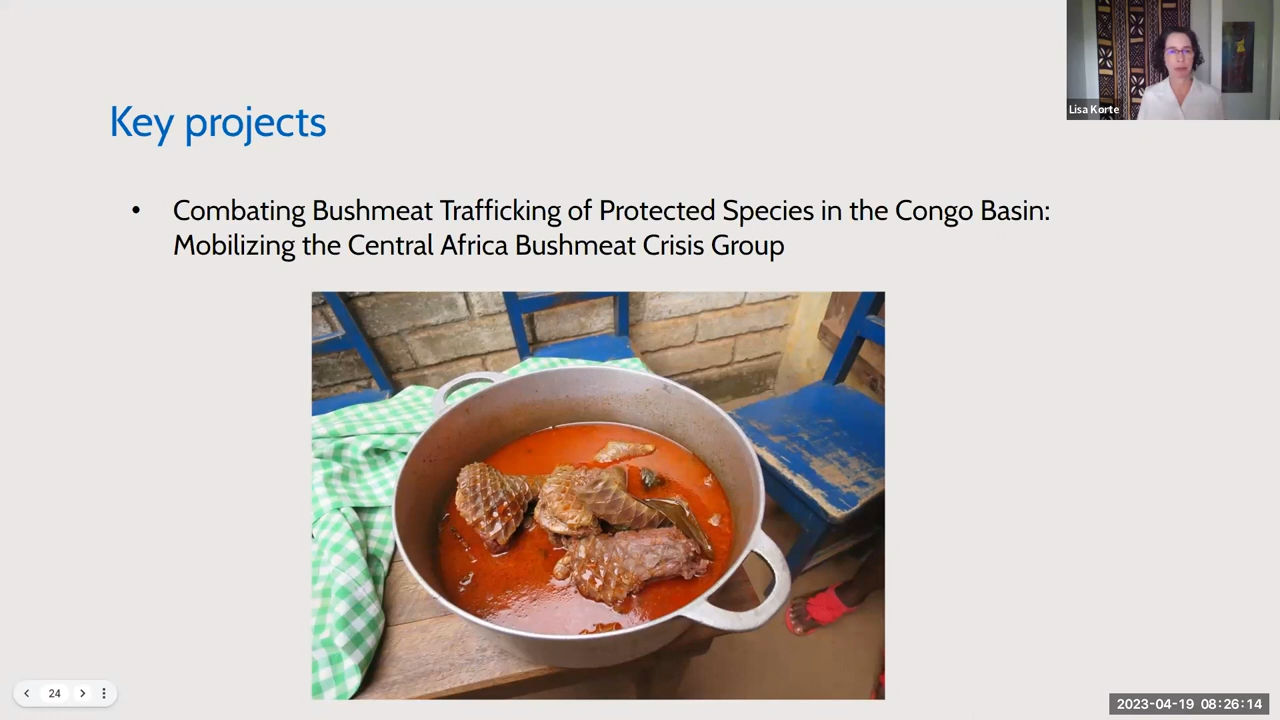 Lisa Korte
Key projects
• Combating Bushmeat Trafficking of Protected Species in the Congo Basin:
Mobilizing the Central Africa Bushmeat Crisis Group
24
2023-04-19 08:26:14